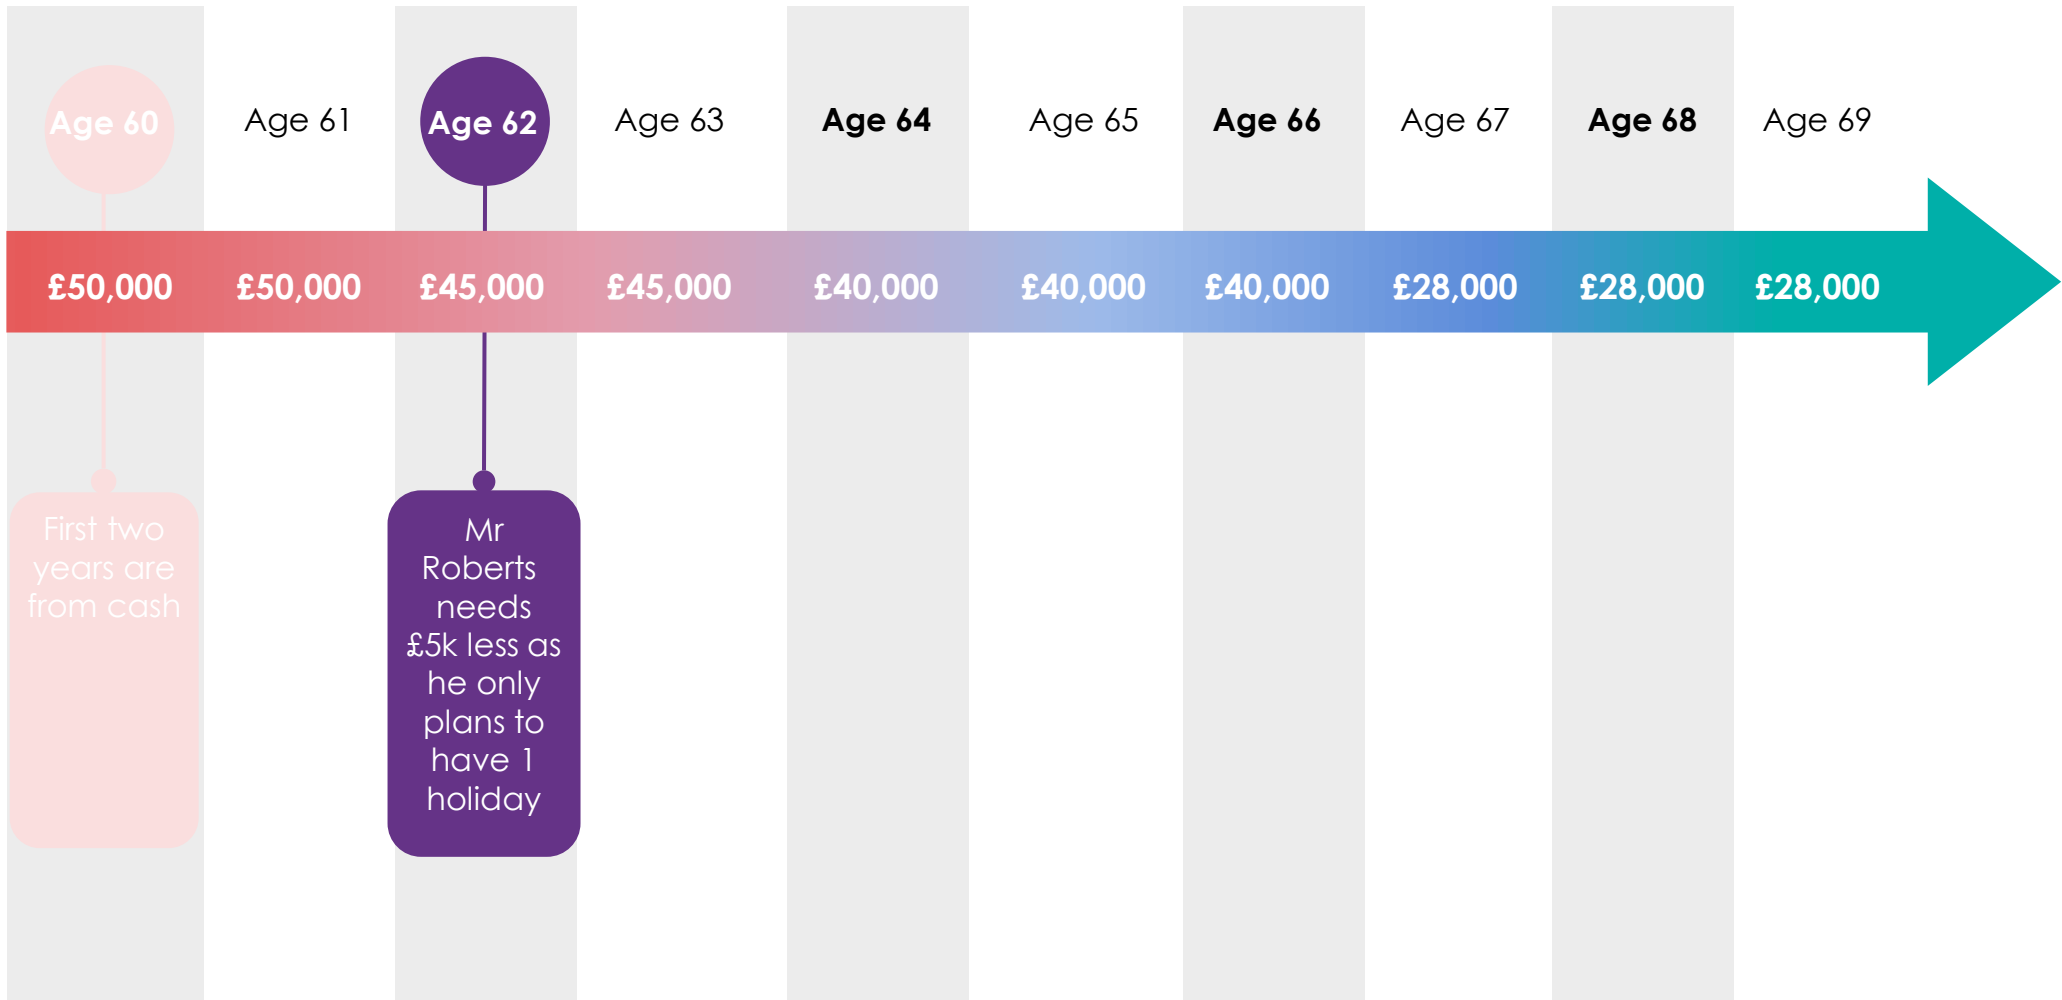 Age 60 Age 61 Age 62 Age 63 Age 64 Age 65 Age 66 Age 67 Age 68 Age 69
£50,000 £50,000 £45,000 £45,000 £40,000 £40,000 £40,000 £28,000 £28,000 £28,000
First two
years are
from cash
Mr
Roberts
needs
£5k less as
he only
plans to
have 1
holiday